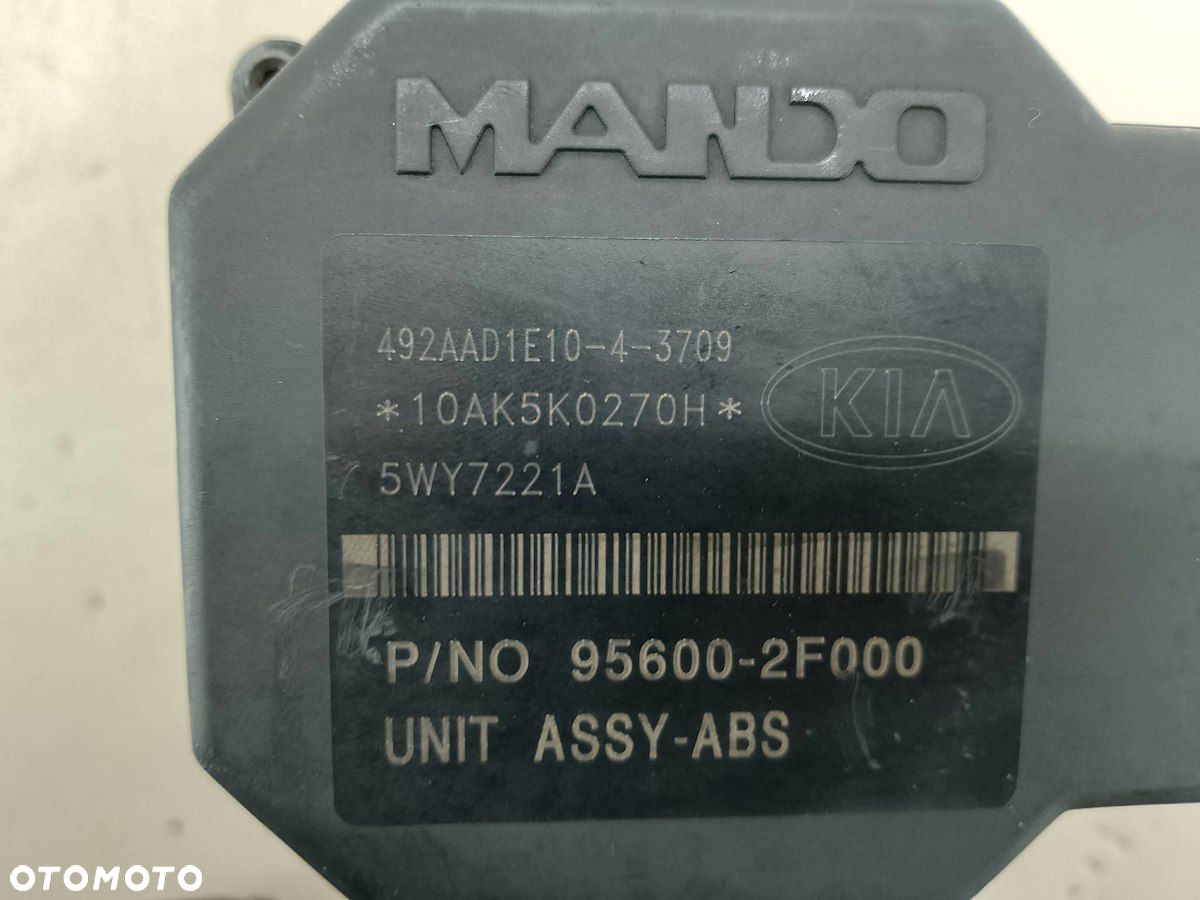 MANDO
492AAD1E10-4-3709
*10AK5K0270H*
KIA
5WY7221A
P/NO 95600-2F000
UNIT ASSY-ABS
OTOMOTO